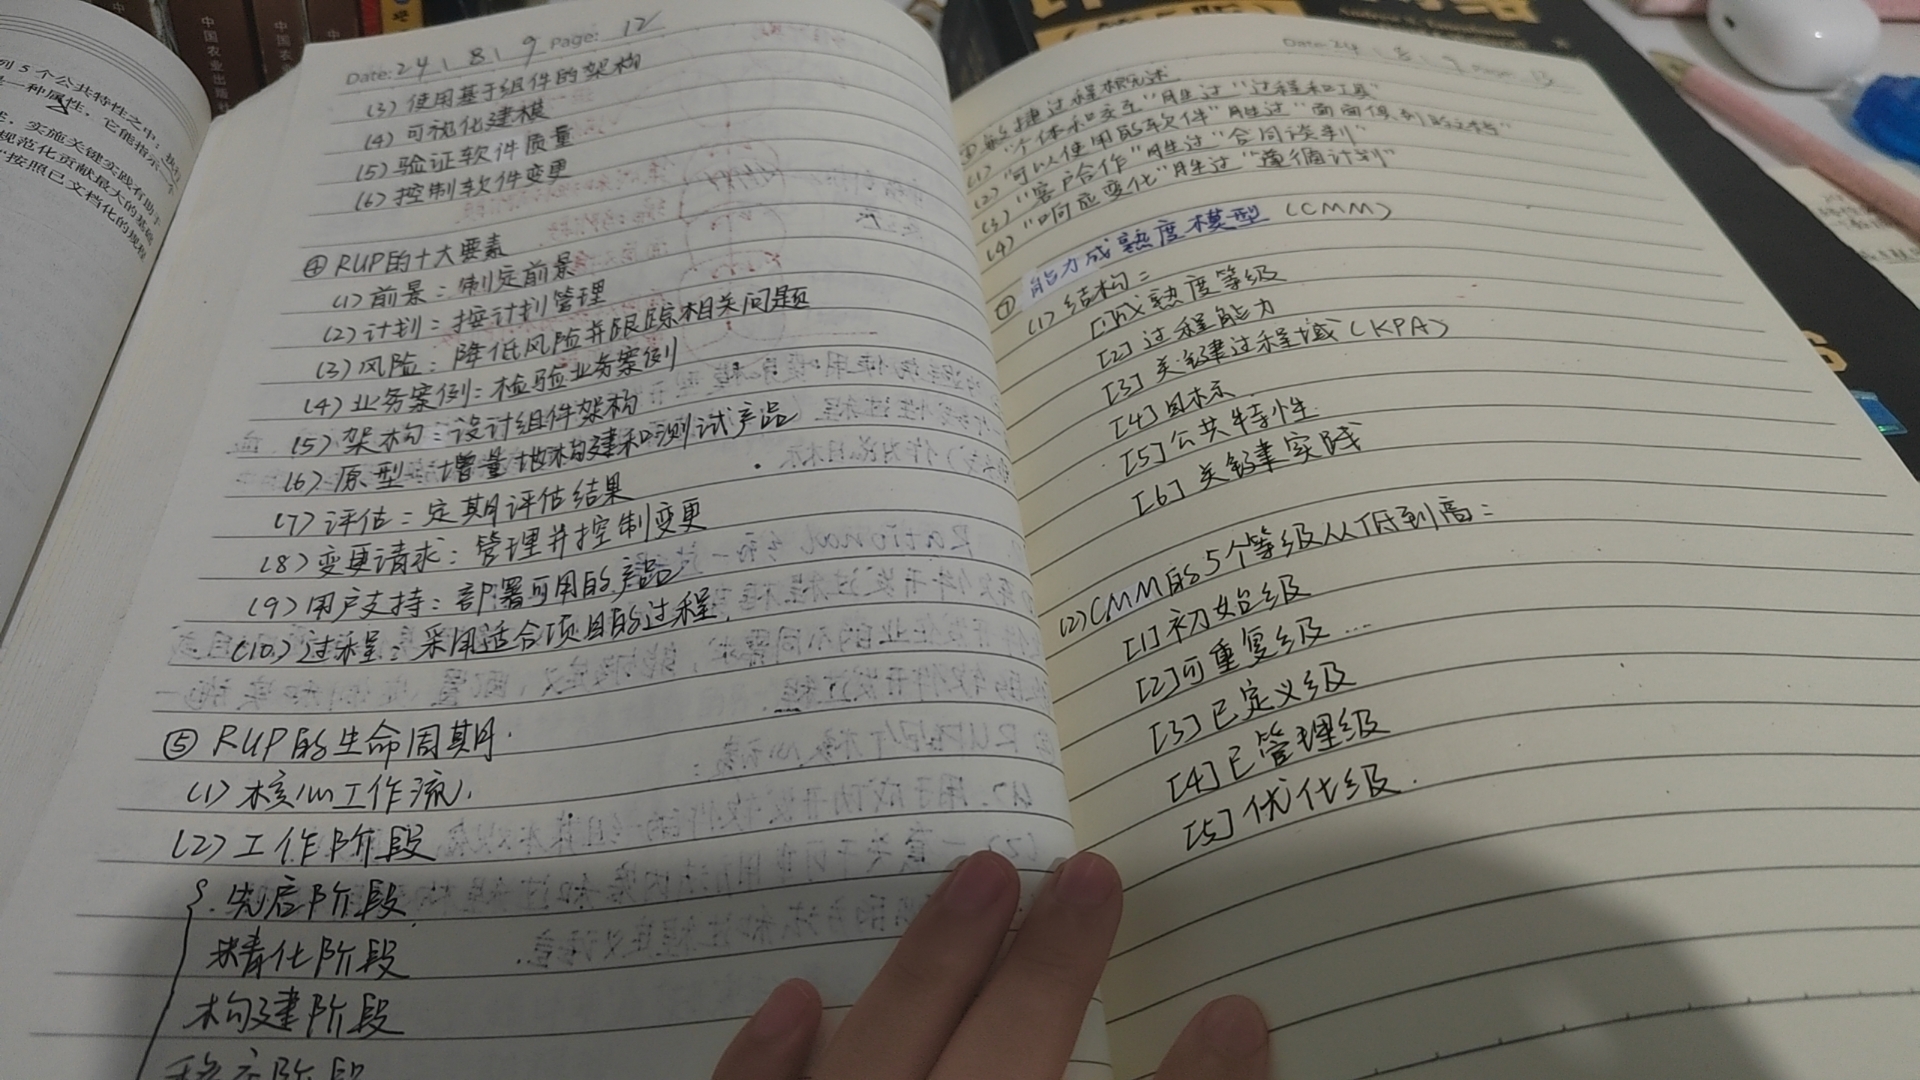 列5个公共特性之中：执行
是一种属性，它能指示一个
实施关键实践有助于
规范化贡献最大的基础
"按照已文档化的规程
中国农业出版社
中国农
中国
Date: 24 \ 8 \ 9 Page: 12
(3) 使用基于组件的架构
(4) 可视化建模
(5) 验证软件质量
(6) 控制软件变更
④ RUP的十大要素
(1) 前景：制定前景
(2) 计划：按计划管理
(3) 风险：降低风险并跟踪相关问题
(4) 业务案例：检验业务案例
(5) 架构：设计组件架构
(6) 原型：增量地构建和测试产品
(7) 评估：定期评估结果
(8) 变更请求：管理并控制变更
(9) 用户支持：部署可用的产品
(10) 过程：采用适合项目的过程.
⑤ RUP的生命周期.
(1) 核心工作流.
(2) 工作阶段
先启阶段
精化阶段
构建阶段
阶段
Date: 24 \ 8 \ 9 Page: 13
敏捷过程概述
(1) "个体和交互"胜过"过程和工具"
(2) "可以使用的软件"胜过"面面俱到的文档"
(3) "客户合作"胜过"合同谈判"
(4) "响应变化"胜过"遵循计划"
⑦ 能力成熟度模型 (CMM)
(1) 结构：
[1] 成熟度等级
[2] 过程能力
[3] 关键过程域 (KPA)
[4] 目标
[5] 公共特性.
[6] 关键实践
(2) CMM的5个等级从低到高：
[1] 初始级
[2] 可重复级...
[3] 已定义级
[4] 已管理级
[5] 优化级.